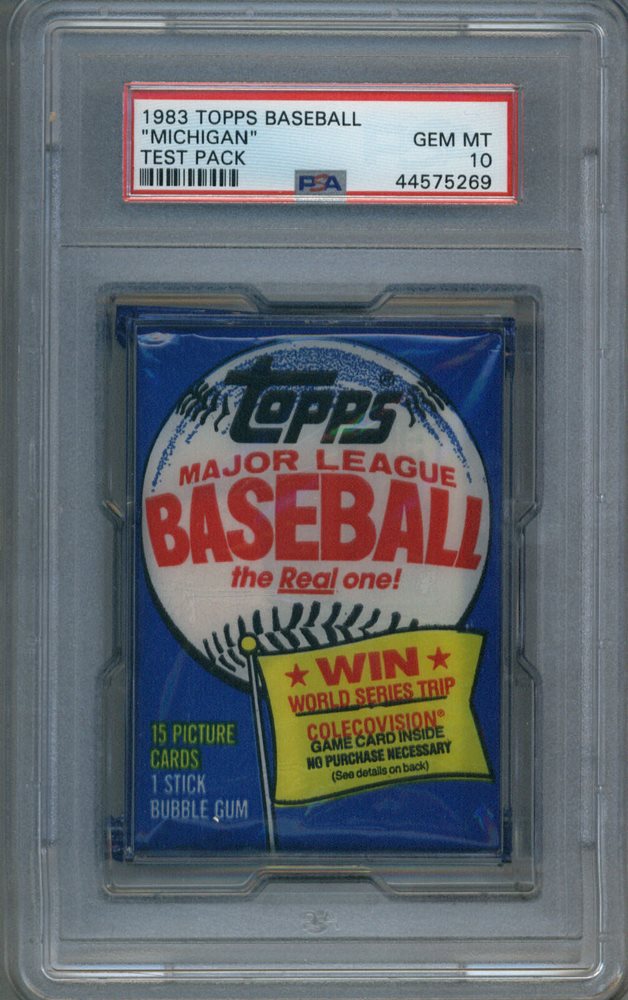 1983 TOPPS BASEBALL
"MICHIGAN"
GEM MT
TEST PACK
10
PSA
44575269
TOPPS®
MAJOR LEAGUE
BASEBALL
the Real one!
★ WIN ★
WORLD SERIES TRIP
COLECOVISION®
GAME CARD INSIDE
NO PURCHASE NECESSARY
(See details on back)
15 PICTURE
CARDS
1 STICK
BUBBLE GUM